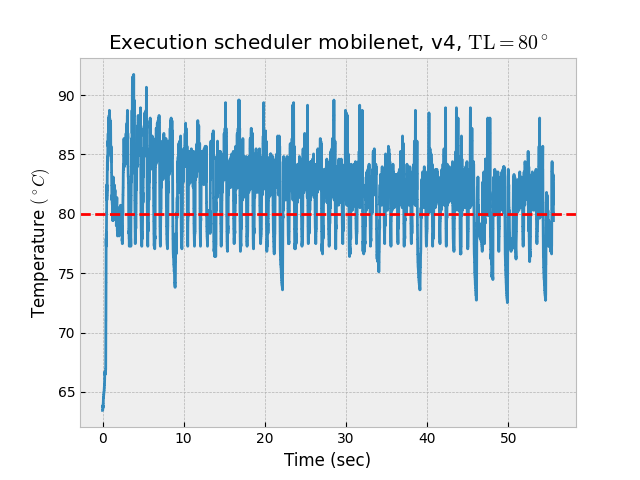 Execution scheduler mobilenet, v4, TL = 80°
Temperature (°C)
90
85
80
75
70
65
0 10 20 30 40 50
Time (sec)